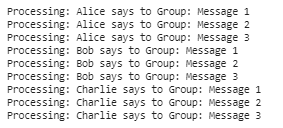 Processing: Alice says to Group: Message 1
Processing: Alice says to Group: Message 2
Processing: Alice says to Group: Message 3
Processing: Bob says to Group: Message 1
Processing: Bob says to Group: Message 2
Processing: Bob says to Group: Message 3
Processing: Charlie says to Group: Message 1
Processing: Charlie says to Group: Message 2
Processing: Charlie says to Group: Message 3